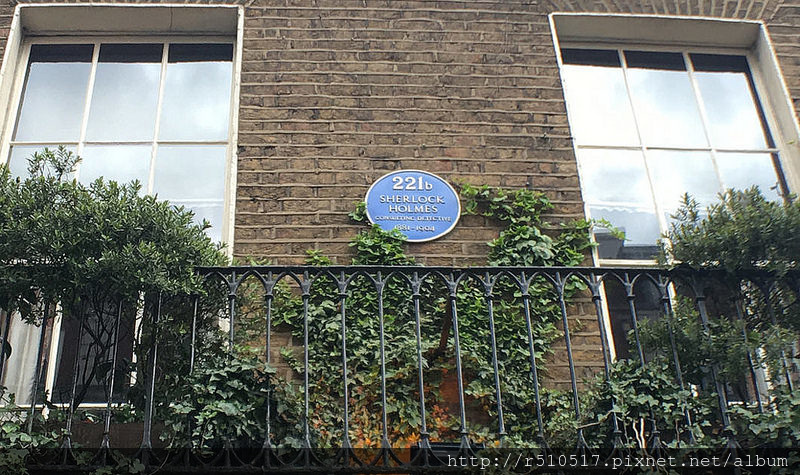 221b
SHERLOCK
HOLMES
CONSULTING DETECTIVE
1881-1904
http://r510517.pixnet.net/album